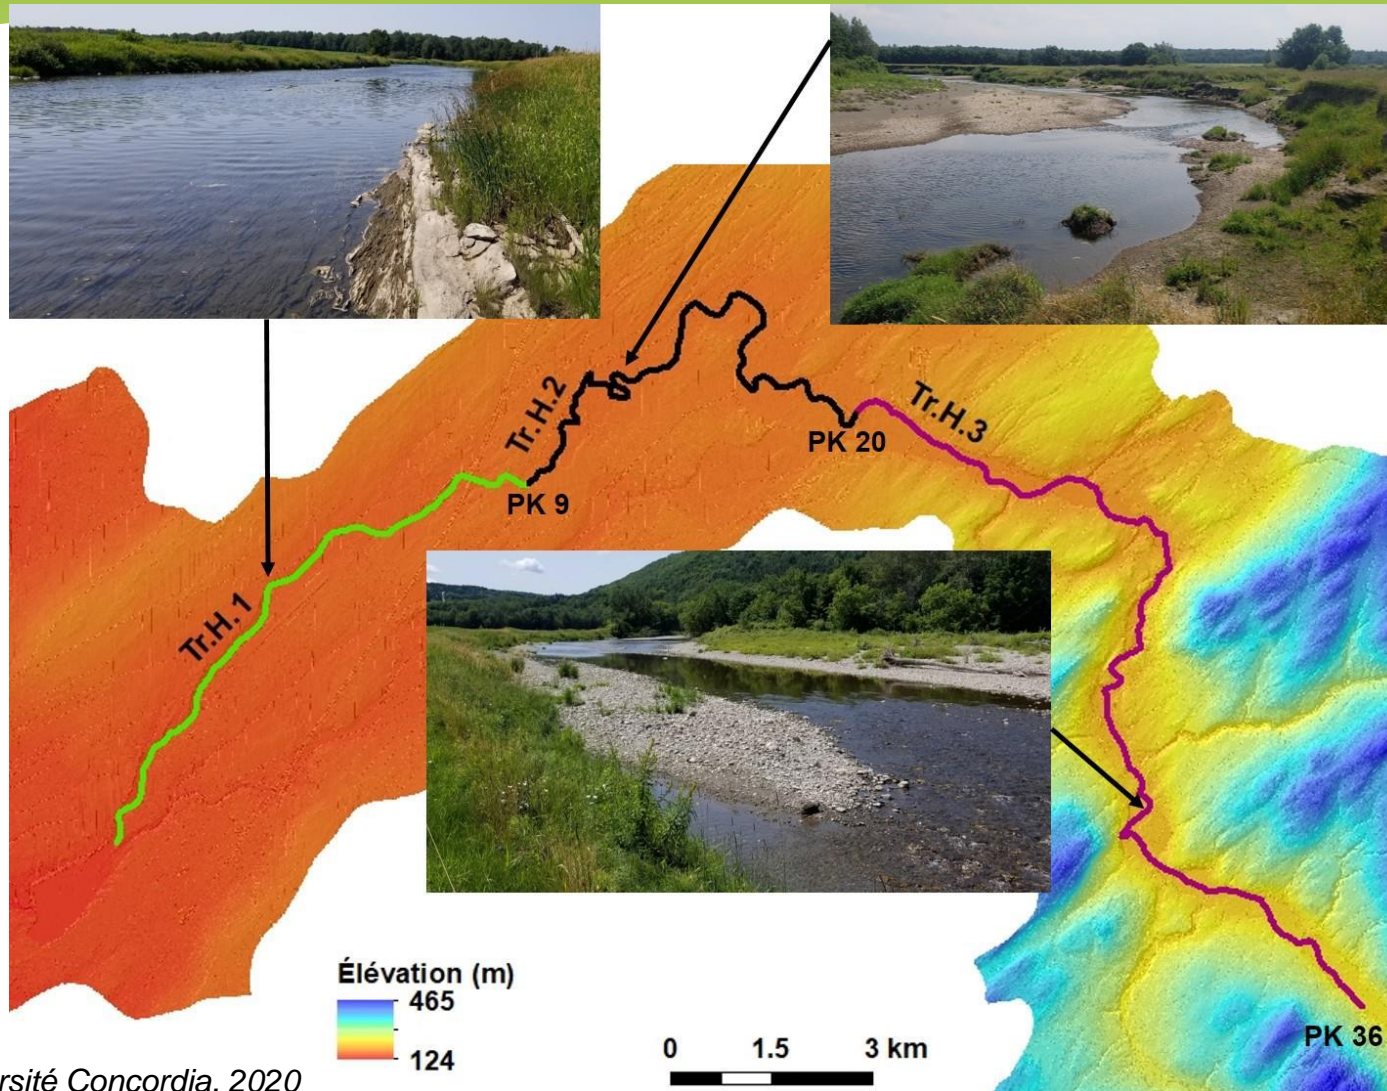 Tr.H.2
Tr.H.3
PK 20
PK 9
Tr.H.1
Élévation (m)
465
124
0 1.5 3 km
PK 36
Concordia, 2020